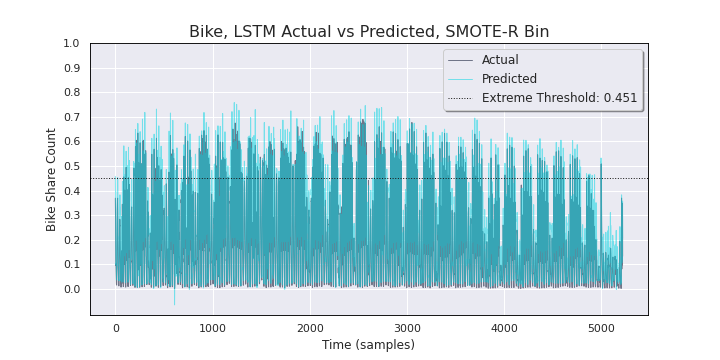 Bike, LSTM Actual vs Predicted, SMOTE-R Bin
1.0
0.9
0.8
0.7
0.6
0.5
0.4
0.3
0.2
0.1
0.0
Bike Share Count
Actual
Predicted
Extreme Threshold: 0.451
0
1000
2000
3000
4000
5000
Time (samples)